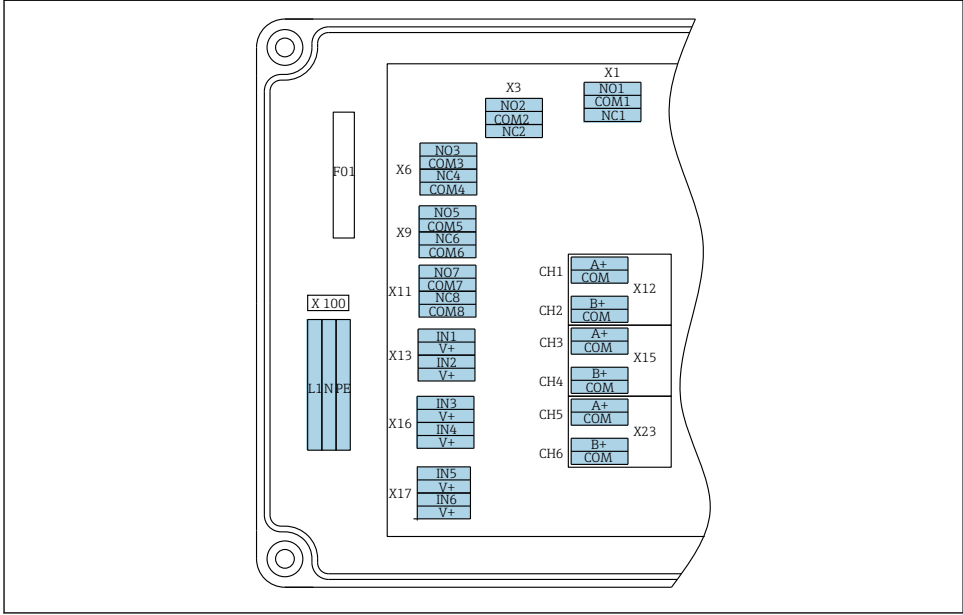 X1
NO1
COM1
NC1
X3
NO2
COM2
NC2
X6
NO3
COM3
NC4
COM4
X9
NO5
COM5
NC6
COM6
X11
NO7
COM7
NC8
COM8
X13
IN1
V+
IN2
V+
X16
IN3
V+
IN4
V+
X17
IN5
V+
IN6
V+
F01
X 100
L1 N PE
CH1
A+
COM
X12
CH2
B+
COM
CH3
A+
COM
X15
CH4
B+
COM
CH5
A+
COM
X23
CH6
B+
COM